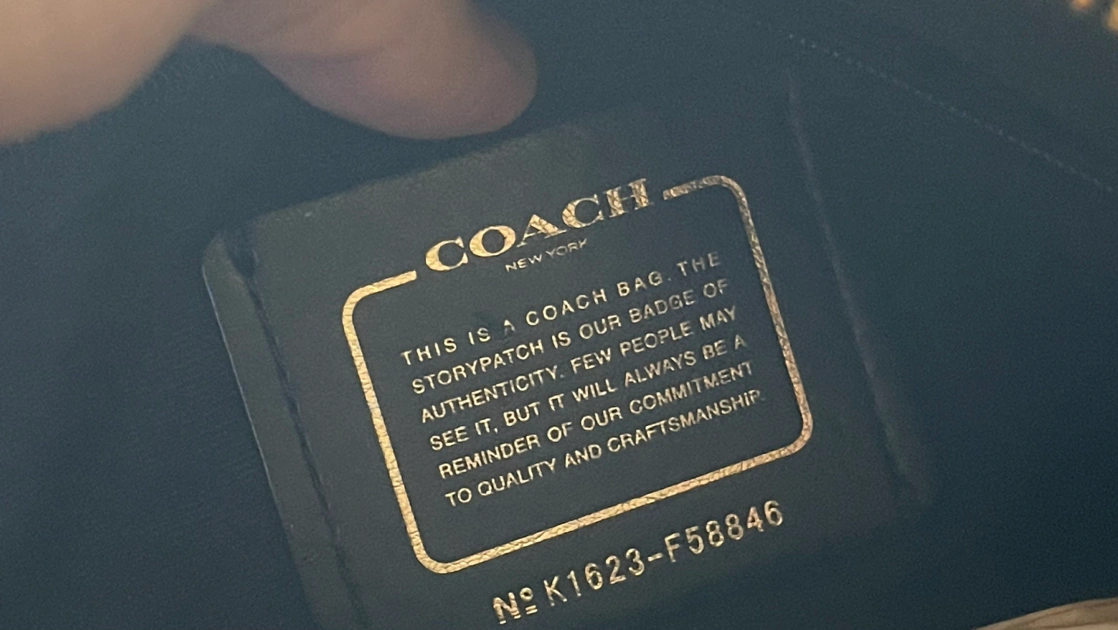 COACH
NEW YORK
THIS IS A COACH BAG. THE
STORYPATCH IS OUR BADGE OF
AUTHENTICITY. FEW PEOPLE MAY
SEE IT, BUT IT WILL ALWAYS BE A
REMINDER OF OUR COMMITMENT
TO QUALITY AND CRAFTSMANSHIP.
Nº K1623-F58846